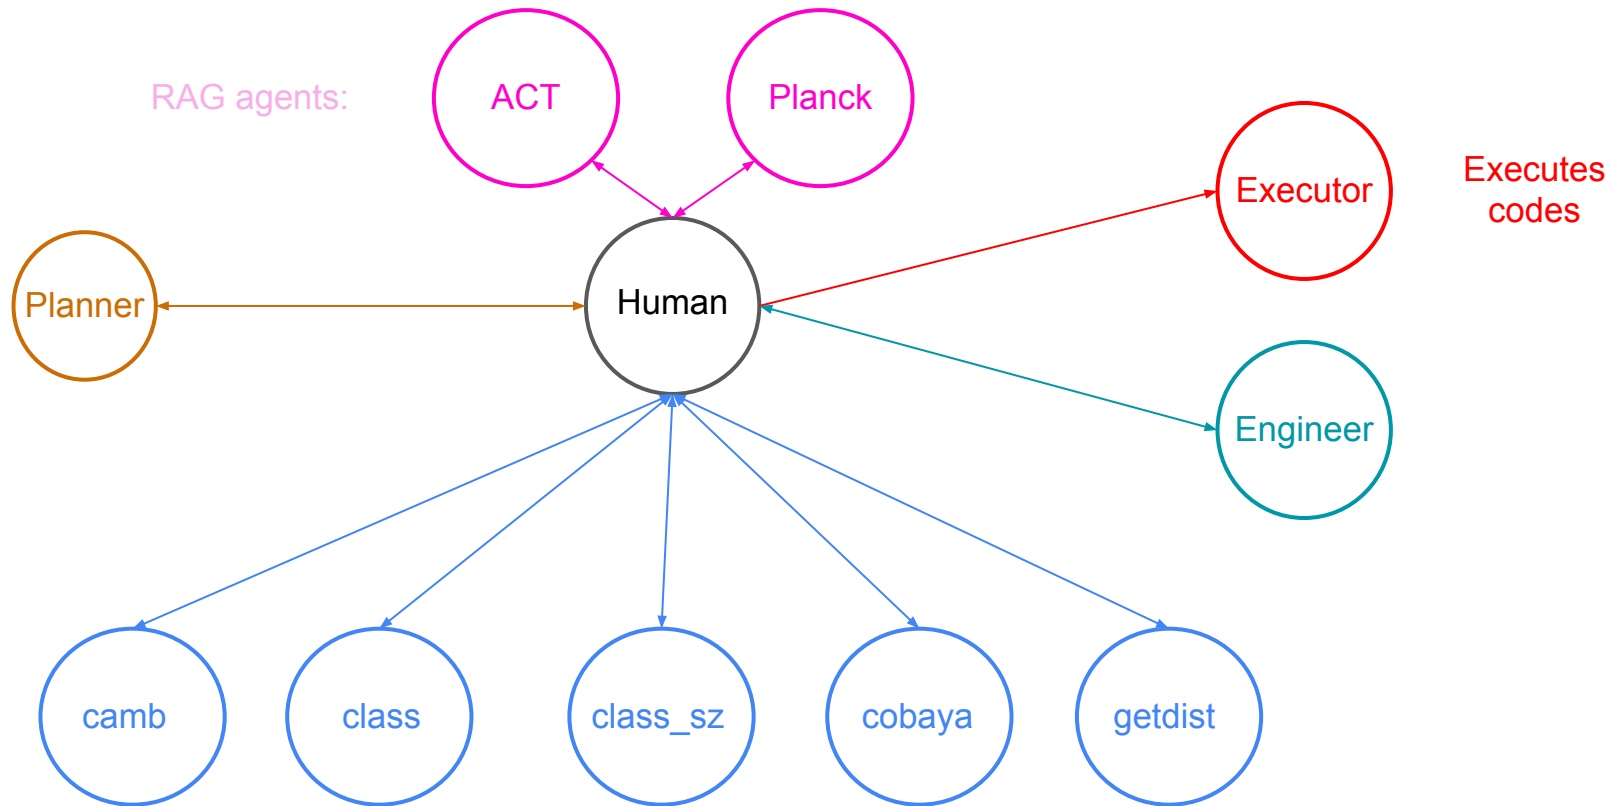 RAG agents:
ACT
Planck
Executor
Executes
codes
Planner
Human
Engineer
camb
class
class_sz
cobaya
getdist